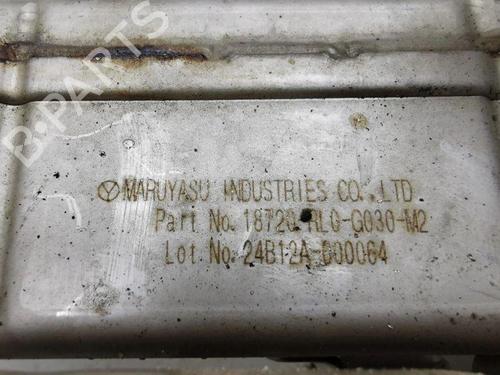 B-PARTS
MARUYASU INDUSTRIES CO.,LTD
Part No. 18720-RL0-G030-M2
Lot No. 24B12A-D00064